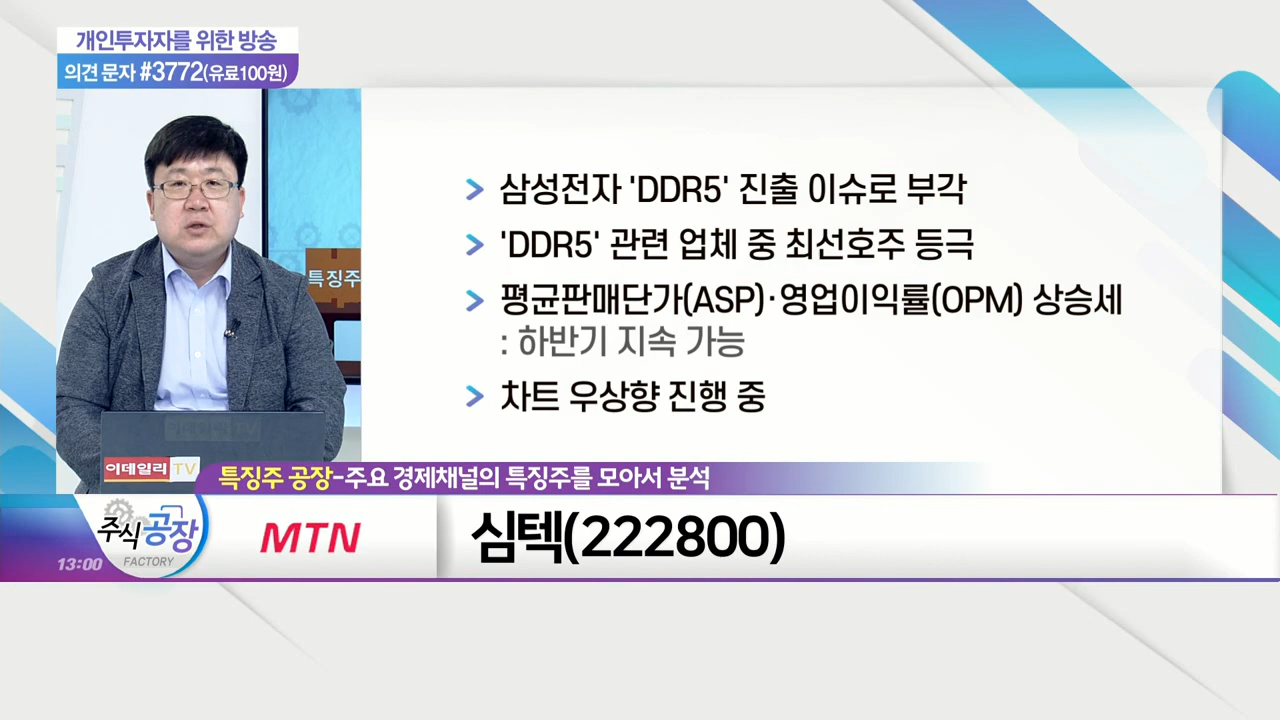 개인투자자를 위한 방송
의견 문자 #3772(유료100원)
특징주
> 삼성전자 'DDR5' 진출 이슈로 부각
> 'DDR5' 관련 업체 중 최선호주 등극
> 평균판매단가(ASP)·영업이익률(OPM) 상승세
: 하반기 지속 가능
> 차트 우상향 진행 중
이데일리 TV
이데일리 TV
특징주 공장-주요 경제채널의 특징주를 모아서 분석
주식공장
FACTORY
13:00
MTN
심텍(222800)